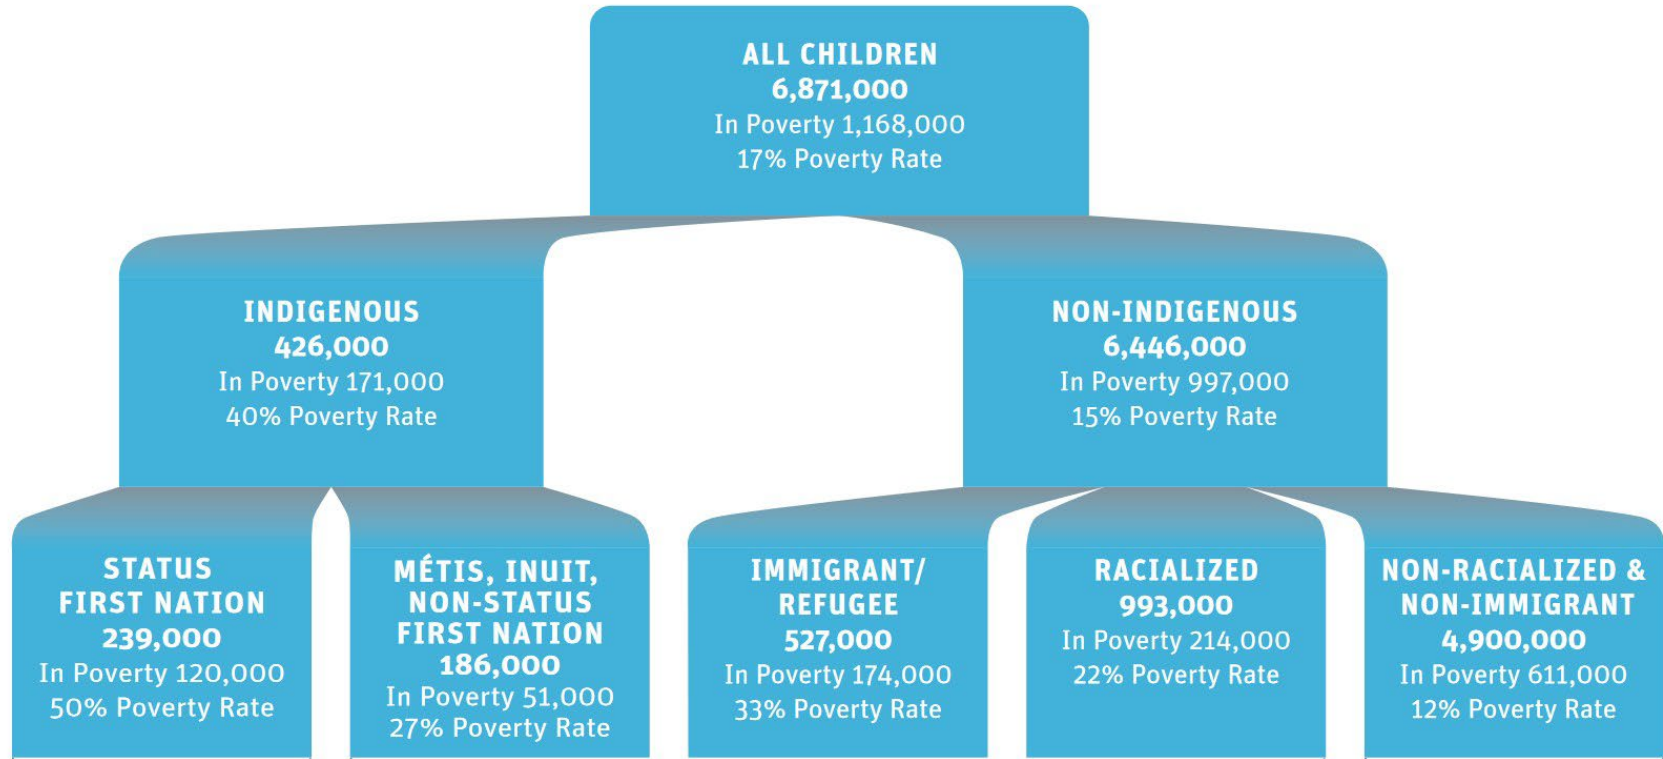 ALL CHILDREN
6,871,000
In Poverty 1,168,000
17% Poverty Rate
INDIGENOUS
426,000
In Poverty 171,000
40% Poverty Rate
NON-INDIGENOUS
6,446,000
In Poverty 997,000
15% Poverty Rate
STATUS
FIRST NATION
239,000
In Poverty 120,000
50% Poverty Rate
MÉTIS, INUIT,
NON-STATUS
FIRST NATION
186,000
In Poverty 51,000
27% Poverty Rate
IMMIGRANT/
REFUGEE
527,000
In Poverty 174,000
33% Poverty Rate
RACIALIZED
993,000
In Poverty 214,000
22% Poverty Rate
NON-RACIALIZED &
NON-IMMIGRANT
4,900,000
In Poverty 611,000
12% Poverty Rate